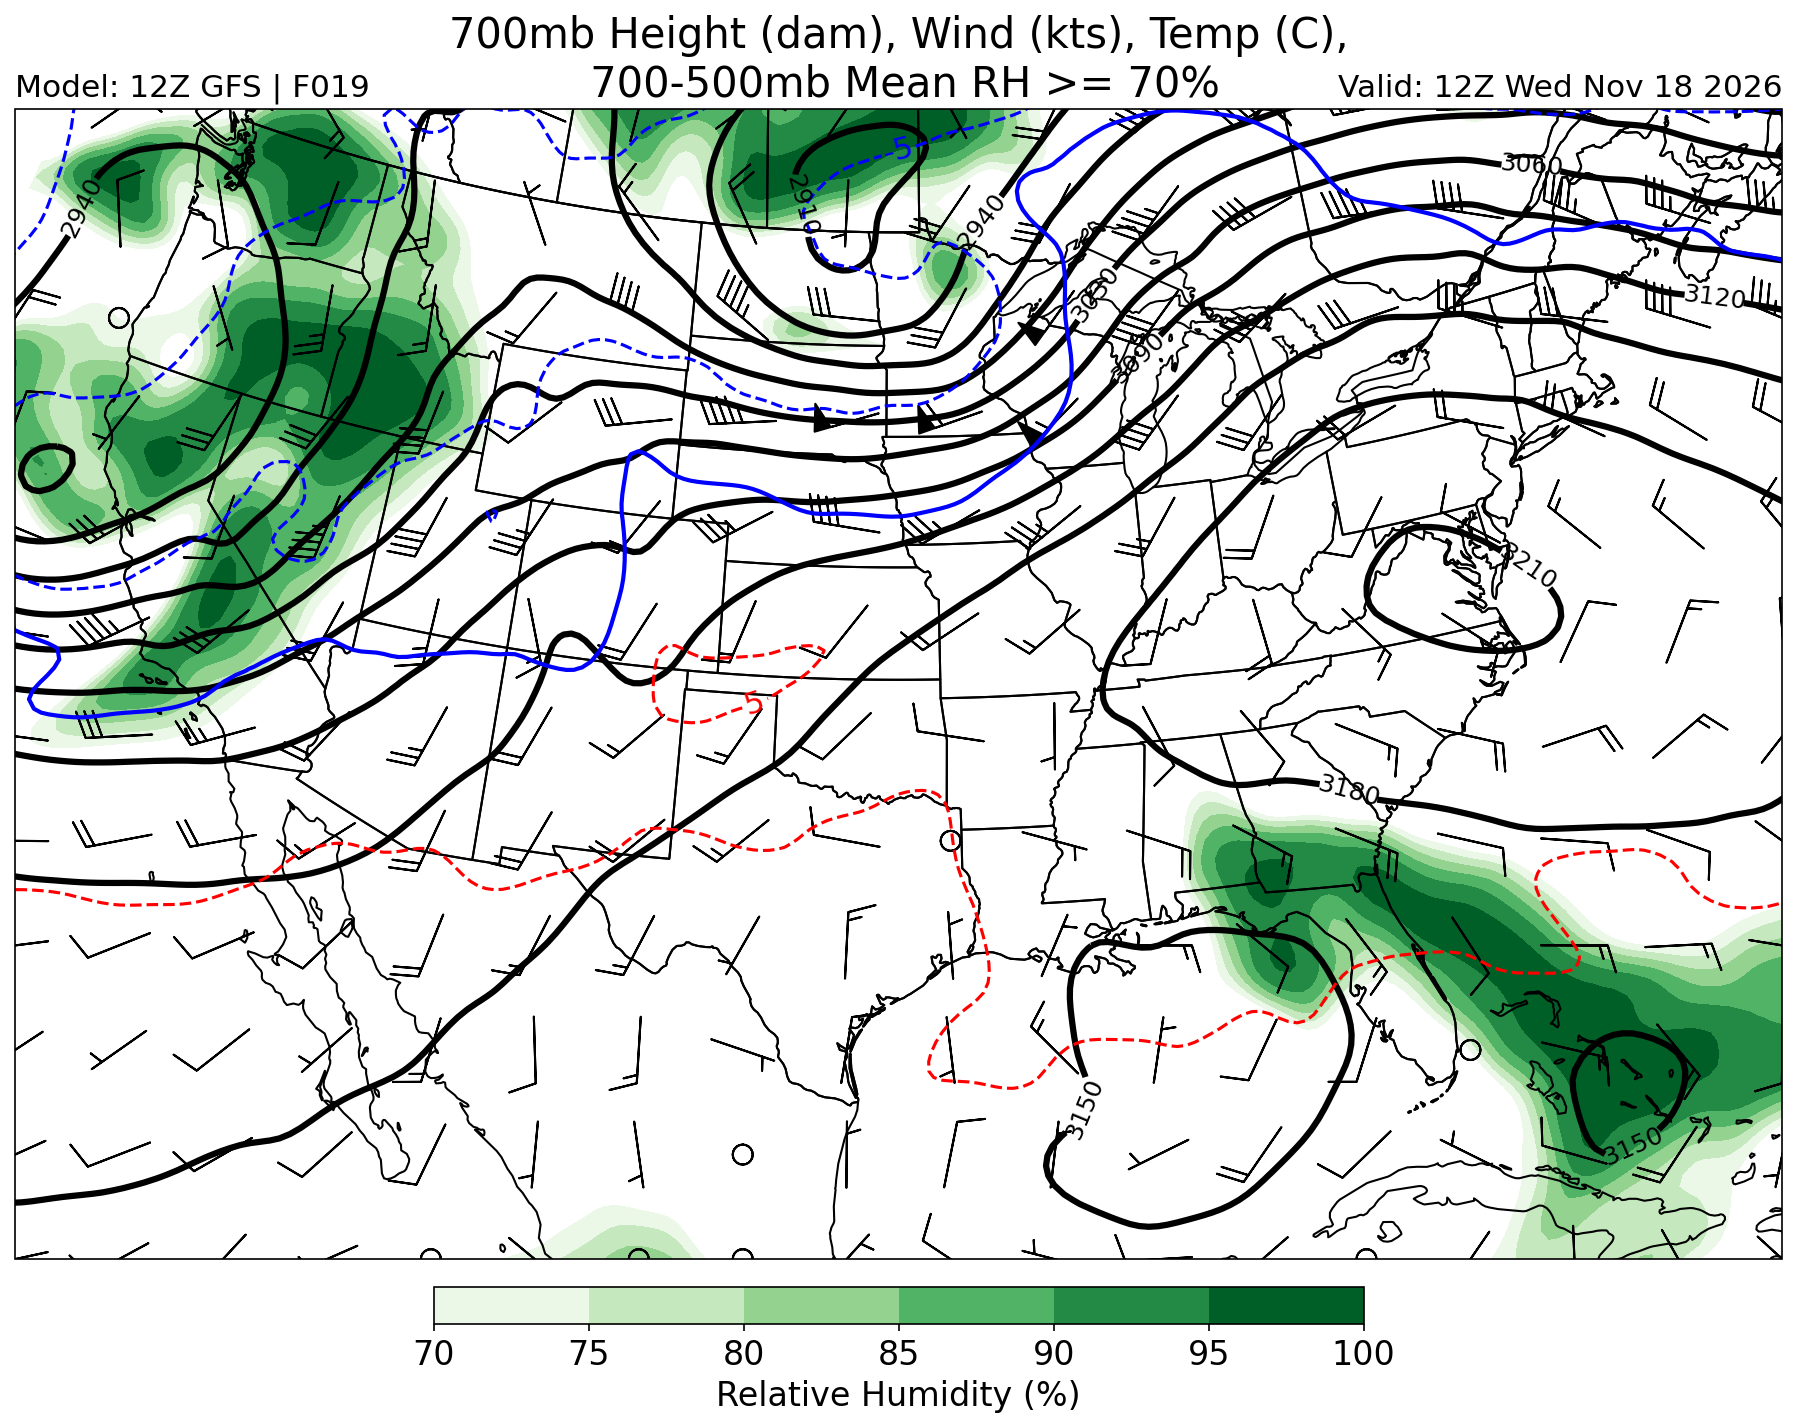 700mb Height (dam), Wind (kts), Temp (C),
700-500mb Mean RH >= 70%
Model: 12Z GFS | F019
Valid: 12Z Wed Nov 18 2026
2940
2910
5
2940
3030
3060
3090
3120
3210
5
3180
3150
3150
70 75 80 85 90 95 100
Relative Humidity (%)